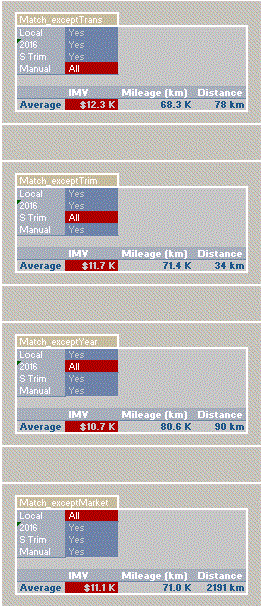 Match_exceptTrans
Local Yes
2016 Yes
S Trim Yes
Manual All
IMV Mileage (km) Distance
Average $12.3 K 68.3 K 78 km
Match_exceptTrim
Local Yes
2016 Yes
S Trim All
Manual Yes
IMV Mileage (km) Distance
Average $11.7 K 71.4 K 34 km
Match_exceptYear
Local Yes
2016 All
S Trim Yes
Manual Yes
IMV Mileage (km) Distance
Average $10.7 K 80.6 K 90 km
Match_exceptMarket
Local All
2016 Yes
S Trim Yes
Manual Yes
IMV Mileage (km) Distance
Average $11.1 K 71.0 K 2191 km